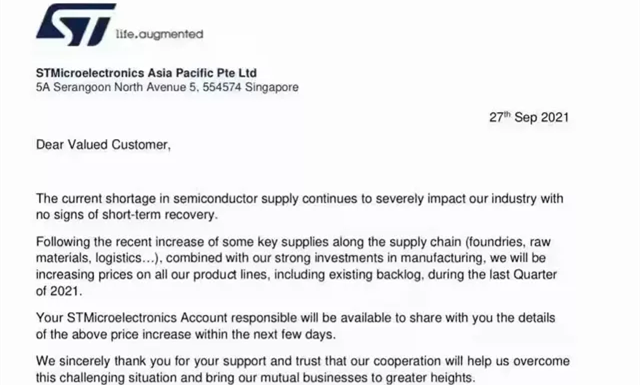 ST
life.augmented
STMicroelectronics Asia Pacific Pte Ltd
5A Serangoon North Avenue 5, 554574 Singapore
27th Sep 2021
Dear Valued Customer,
The current shortage in semiconductor supply continues to severely impact our industry with
no signs of short-term recovery.
Following the recent increase of some key supplies along the supply chain (foundries, raw
materials, logistics…), combined with our strong investments in manufacturing, we will be
increasing prices on all our product lines, including existing backlog, during the last Quarter
of 2021.
Your STMicroelectronics Account responsible will be available to share with you the details
of the above price increase within the next few days.
We sincerely thank you for your support and trust that our cooperation will help us overcome
this challenging situation and bring our mutual businesses to greater heights.